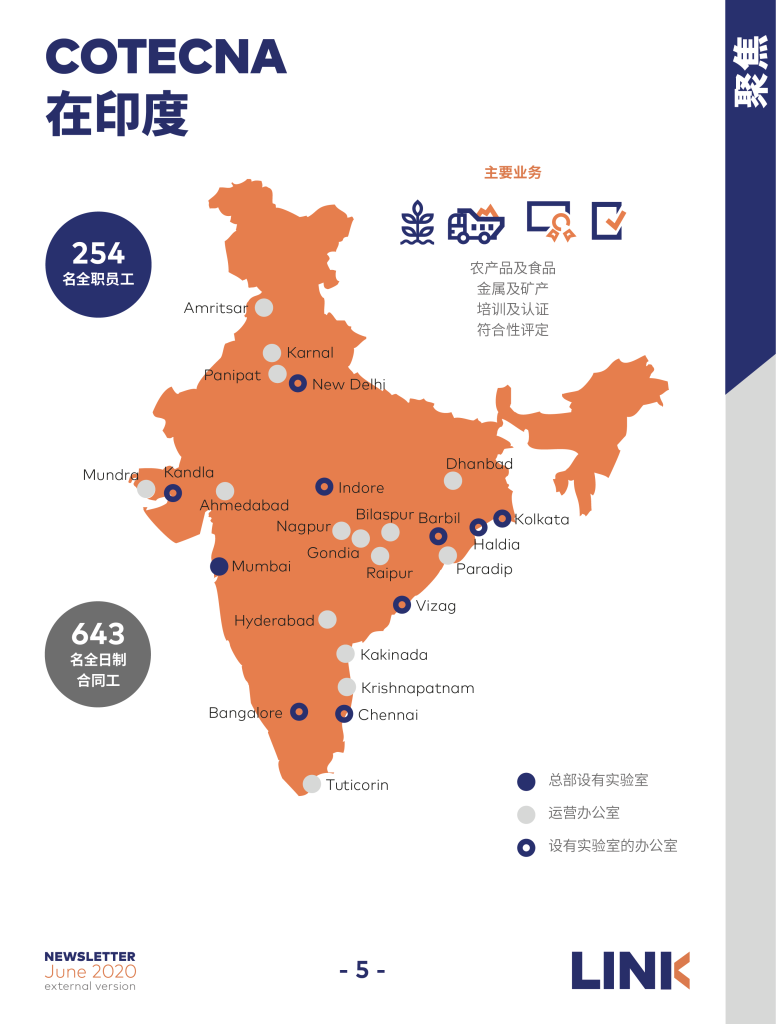 COTECNA
在印度
聚焦
主要业务
农产品及食品
金属及矿产
培训及认证
符合性评定
254
名全职员工
Amritsar
Karnal
Panipat
New Delhi
Mundra
Kandla
Ahmedabad
Indore
Dhanbad
Nagpur
Bilaspur
Barbil
Kolkata
Gondia
Haldia
Raipur
Paradip
Mumbai
Vizag
Hyderabad
643
名全日制
合同工
Kakinada
Krishnapatnam
Bangalore
Chennai
Tuticorin
总部设有实验室
运营办公室
设有实验室的办公室
NEWSLETTER
June 2020
external version
- 5 -
LINK